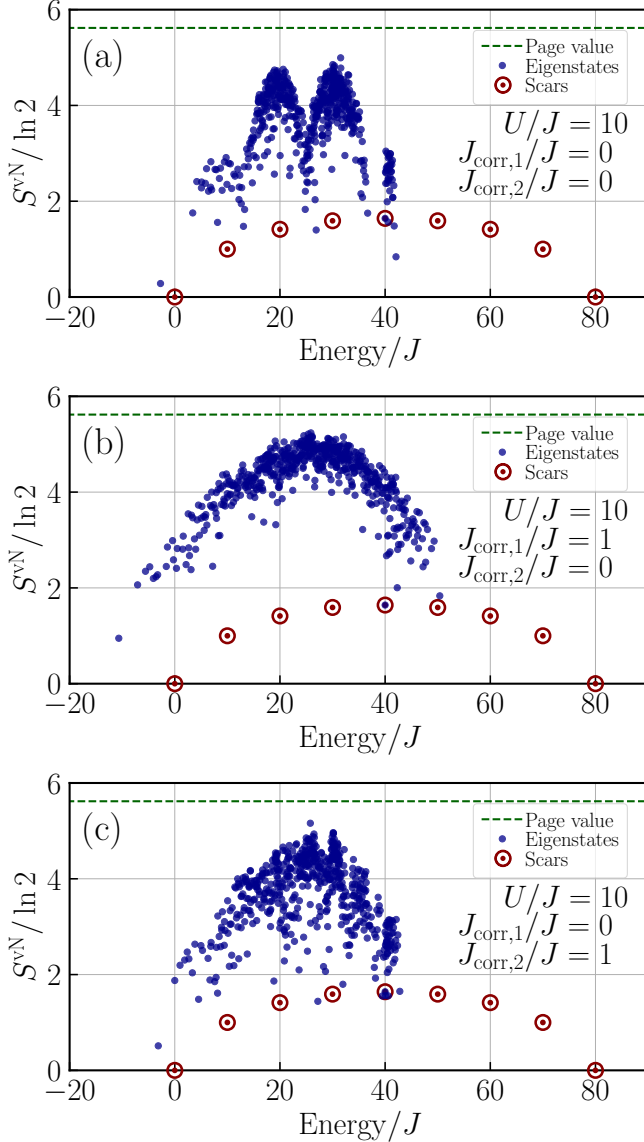 (a)
Page value
Eigenstates
Scars
U/J = 10
J_corr,1/J = 0
J_corr,2/J = 0
S^vN / ln 2
6
4
2
0
−20
0
20
40
60
80
Energy/J
(b)
Page value
Eigenstates
Scars
U/J = 10
J_corr,1/J = 1
J_corr,2/J = 0
S^vN / ln 2
6
4
2
0
−20
0
20
40
60
80
Energy/J
(c)
Page value
Eigenstates
Scars
U/J = 10
J_corr,1/J = 0
J_corr,2/J = 1
S^vN / ln 2
6
4
2
0
−20
0
20
40
60
80
Energy/J